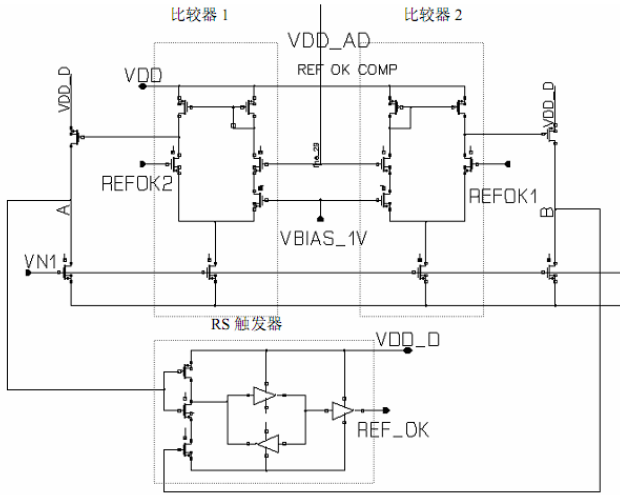 比较器 1
比较器 2
VDD_AD
REF OK COMP
VDD
VDD_D
VDD_D
REFOK2
REFOK1
A
B
VBIAS_1V
VN1
RS 触发器
VDD_D
REF_OK